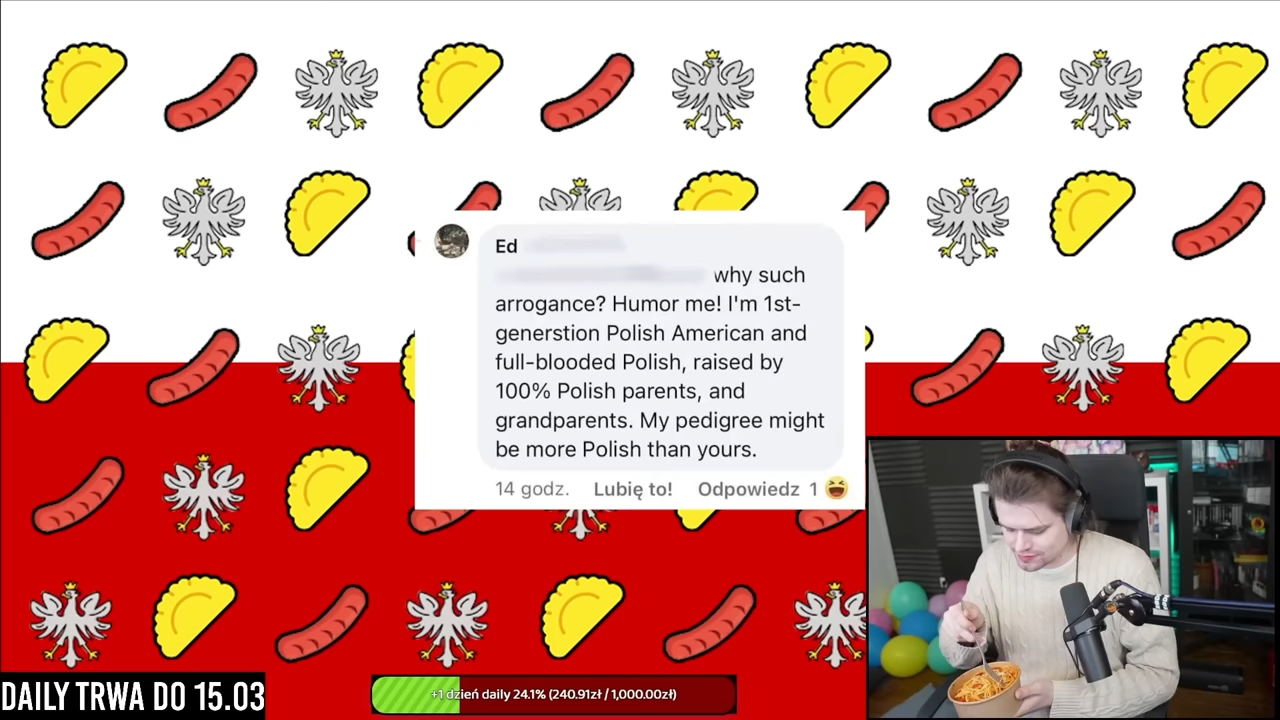 Ed
why such
arrogance? Humor me! I'm 1st-
generstion Polish American and
full-blooded Polish, raised by
100% Polish parents, and
grandparents. My pedigree might
be more Polish than yours.
14 godz. Lubię to! Odpowiedz 1
DAILY TRWA DO 15.03
+1 dzień daily 24.1% (240.91zł / 1,000.00zł)